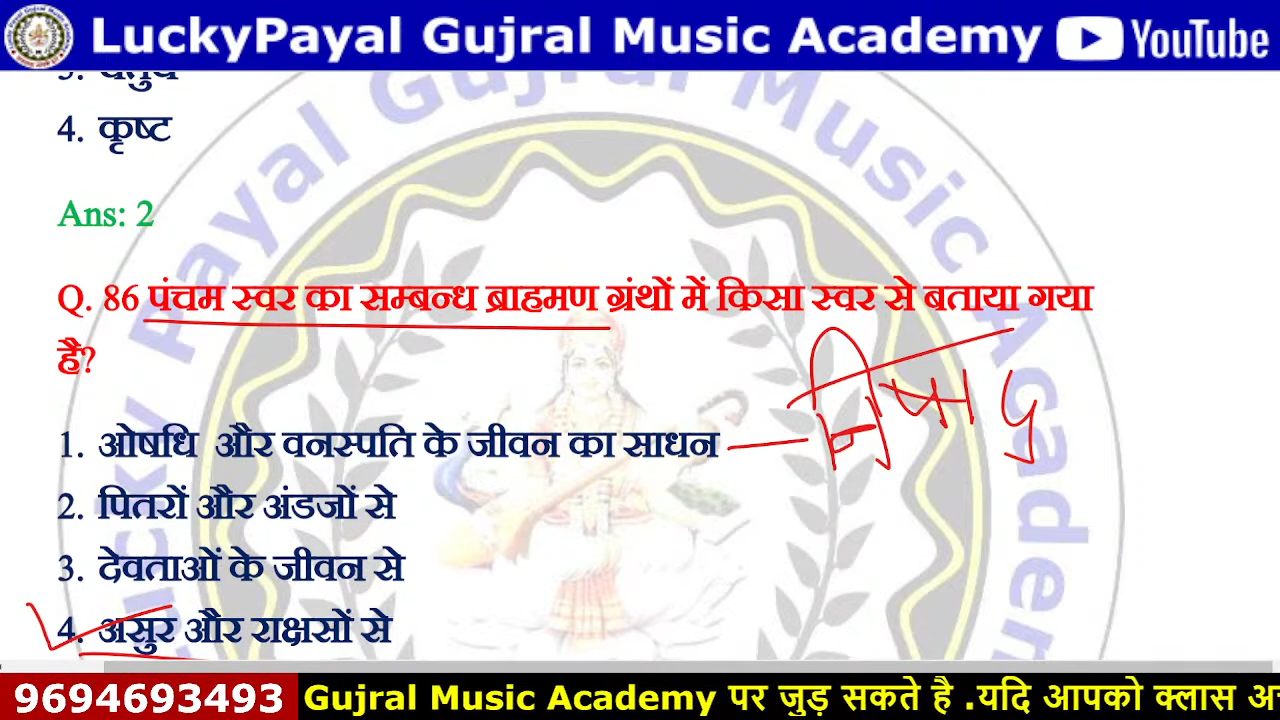 LuckyPayal Gujral Music Academy YouTube
4. कृष्ट
Ans: 2
Q. 86 पंचम स्वर का सम्बन्ध ब्राहमण ग्रंथों में किसा स्वर से बताया गया
है?
1. ओषधि और वनस्पति के जीवन का साधन
निषाद
2. पितरों और अंडजों से
3. देवताओं के जीवन से
4. असुर और राक्षसों से
9694693493 Gujral Music Academy पर जुड़ सकते है .यदि आपको क्लास